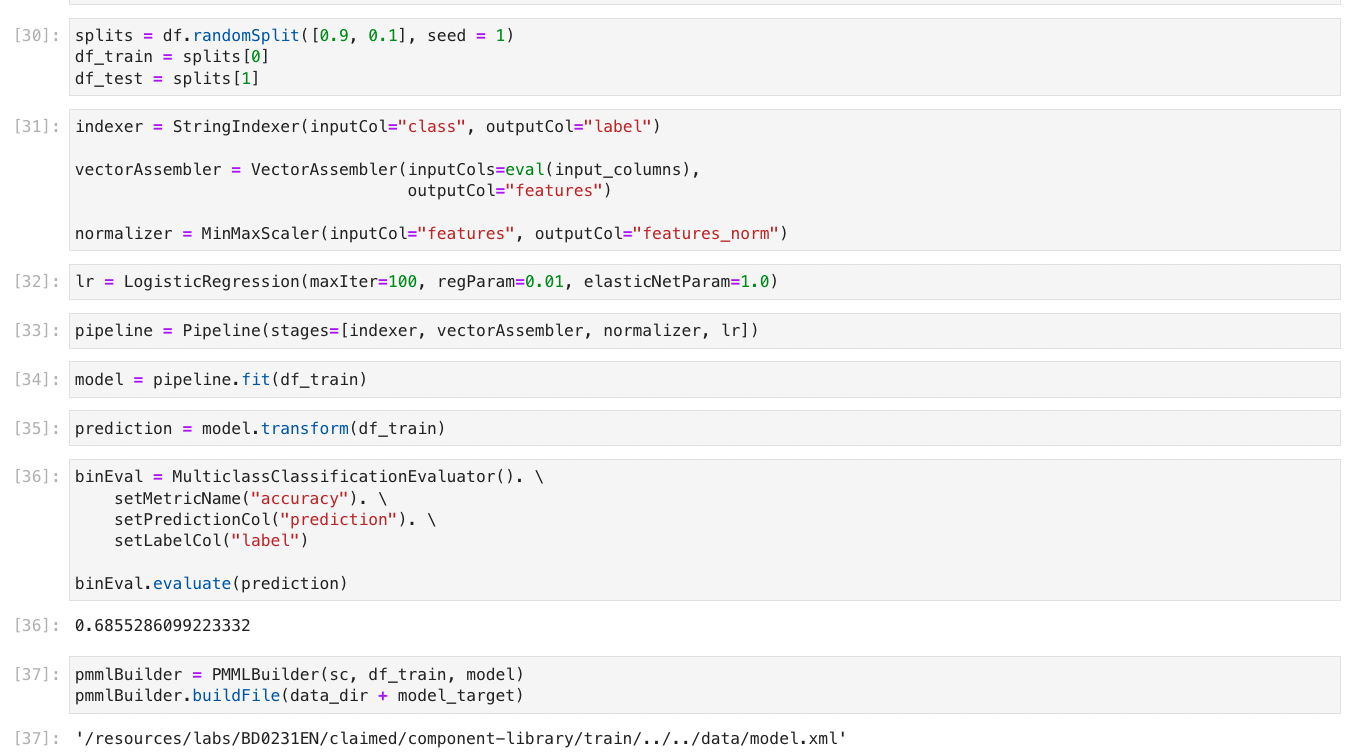 [30]: splits = df.randomSplit([0.9, 0.1], seed = 1)
df_train = splits[0]
df_test = splits[1]
[31]: indexer = StringIndexer(inputCol="class", outputCol="label")
vectorAssembler = VectorAssembler(inputCols=eval(input_columns),
outputCol="features")
normalizer = MinMaxScaler(inputCol="features", outputCol="features_norm")
[32]: lr = LogisticRegression(maxIter=100, regParam=0.01, elasticNetParam=1.0)
[33]: pipeline = Pipeline(stages=[indexer, vectorAssembler, normalizer, lr])
[34]: model = pipeline.fit(df_train)
[35]: prediction = model.transform(df_train)
[36]: binEval = MulticlassClassificationEvaluator(). \
setMetricName("accuracy"). \
setPredictionCol("prediction"). \
setLabelCol("label")
binEval.evaluate(prediction)
[36]: 0.6855286099223332
[37]: pmmlBuilder = PMMLBuilder(sc, df_train, model)
pmmlBuilder.buildFile(data_dir + model_target)
[37]: '/resources/labs/BD0231EN/claimed/component-library/train/../../data/model.xml'